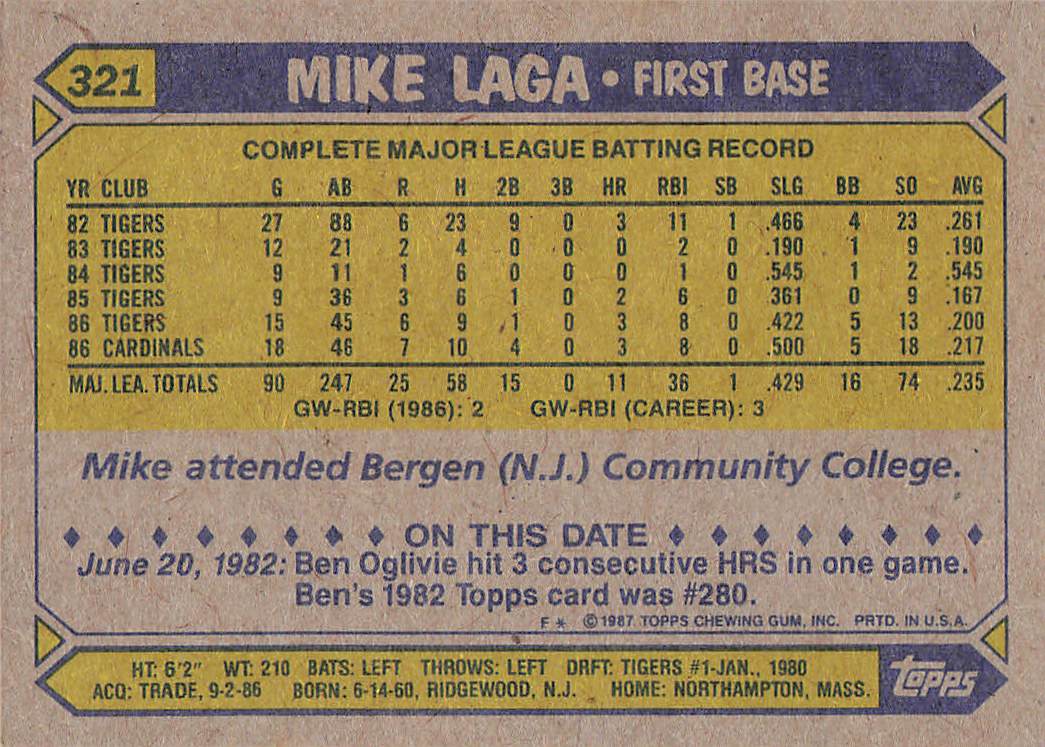 321 MIKE LAGA • FIRST BASE
COMPLETE MAJOR LEAGUE BATTING RECORD
YR CLUB G AB R H 2B 3B HR RBI SB SLG BB SO AVG
82 TIGERS 27 88 6 23 9 0 3 11 1 .466 4 23 .261
83 TIGERS 12 21 2 4 0 0 0 2 0 .190 1 9 .190
84 TIGERS 9 11 1 6 0 0 0 1 0 .545 1 2 .545
85 TIGERS 9 36 3 6 1 0 2 6 0 .361 0 9 .167
86 TIGERS 15 45 6 9 1 0 3 8 0 .422 5 13 .200
86 CARDINALS 18 46 7 10 4 0 3 8 0 .500 5 18 .217
MAJ. LEA. TOTALS 90 247 25 58 15 0 11 36 1 .429 16 74 .235
GW-RBI (1986): 2 GW-RBI (CAREER): 3
Mike attended Bergen (N.J.) Community College.
♦ ♦ ♦ ♦ ♦ ♦ ♦ ♦ ON THIS DATE ♦ ♦ ♦ ♦ ♦ ♦ ♦ ♦
June 20, 1982: Ben Oglivie hit 3 consecutive HRS in one game.
Ben's 1982 Topps card was #280.
F * ©1987 TOPPS CHEWING GUM, INC. PRTD. IN U.S.A.
HT: 6'2" WT: 210 BATS: LEFT THROWS: LEFT DRFT: TIGERS #1-JAN., 1980
ACQ: TRADE, 9-2-86 BORN: 6-14-60, RIDGEWOOD, N.J. HOME: NORTHAMPTON, MASS.
Topps